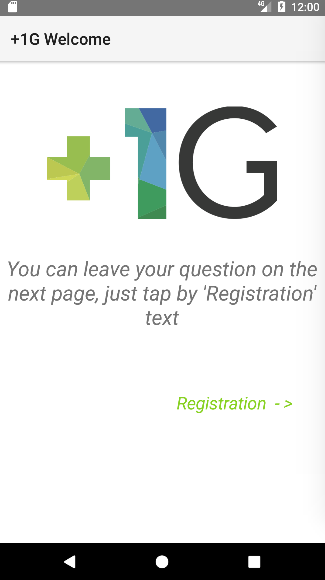 4G 12:00
+1G Welcome
+1G
You can leave your question on the
next page, just tap by 'Registration'
text
Registration - >